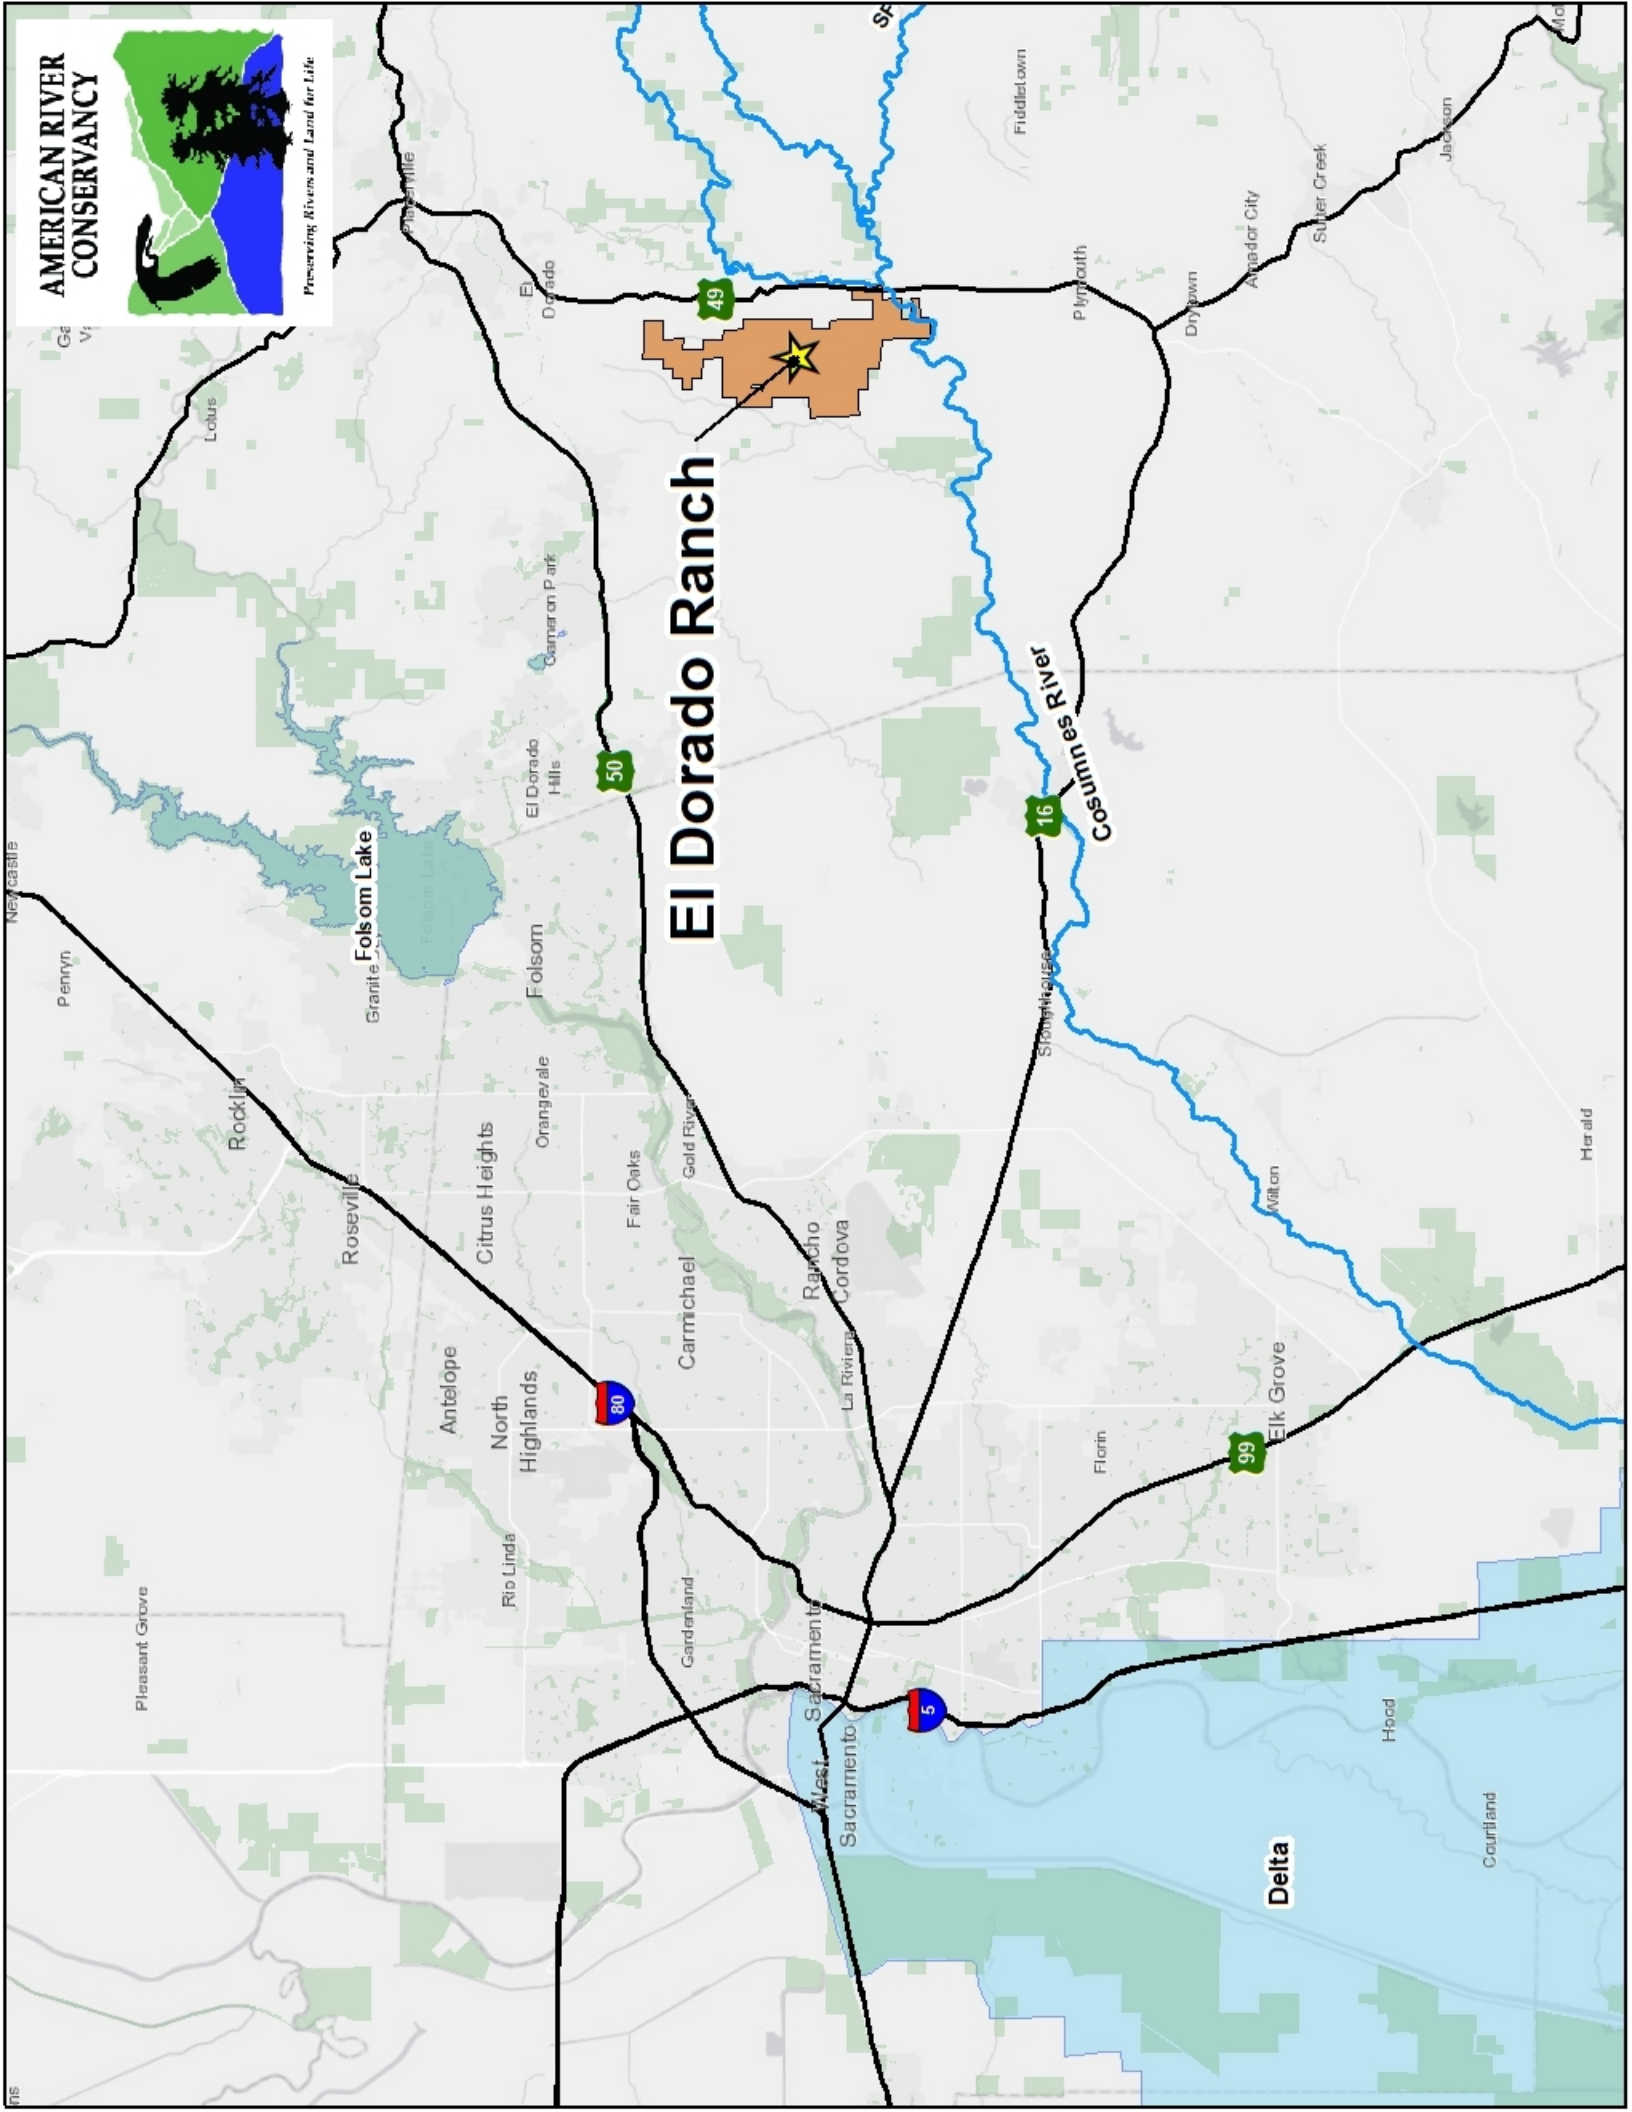 AMERICAN RIVER
CONSERVANCY
Preserving Rivers and Land for Life
Newcastle
Penryn
Pleasant Grove
Lotus
Rocklin
Roseville
Folsom Lake
Folsom Lake
Placerville
Antelope
Citrus Heights
North
Highlands
Rio Linda
Orangevale
Folsom
El Dorado
Hills
Cameron Park
El
Dorado
Fair Oaks
80
50
49
Gardenland
Carmichael
Gold River
El Dorado Ranch
Sacramento
West
Sacramento
La Riviera
Rancho
Cordova
5
Florin
Sloughhouse
16
Cosumnes River
Fiddletown
Plymouth
Drytown
Amador City
Sutter Creek
Jackson
99
Elk Grove
Wilton
Delta
Hood
Courtland
Herald